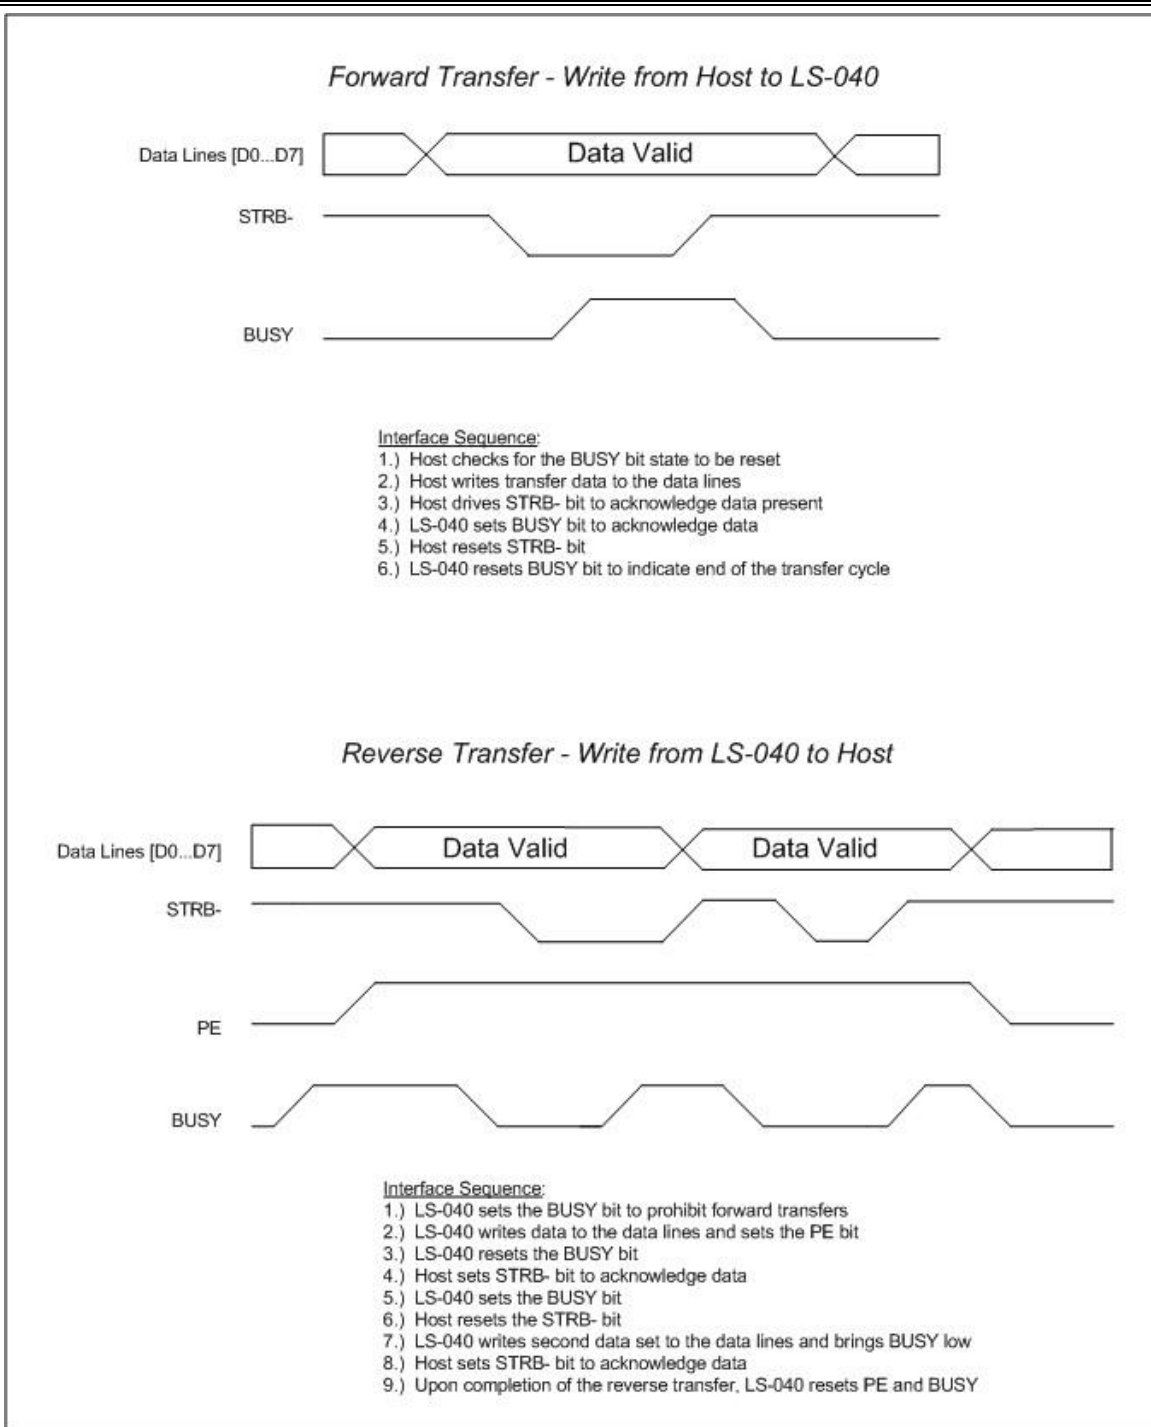 Forward Transfer - Write from Host to LS-040
Data Lines [D0...D7]
Data Valid
STRB-
BUSY
Interface Sequence:
1.) Host checks for the BUSY bit state to be reset
2.) Host writes transfer data to the data lines
3.) Host drives STRB- bit to acknowledge data present
4.) LS-040 sets BUSY bit to acknowledge data
5.) Host resets STRB- bit
6.) LS-040 resets BUSY bit to indicate end of the transfer cycle
Reverse Transfer - Write from LS-040 to Host
Data Lines [D0...D7]
Data Valid Data Valid
STRB-
PE
BUSY
Interface Sequence:
1.) LS-040 sets the BUSY bit to prohibit forward transfers
2.) LS-040 writes data to the data lines and sets the PE bit
3.) LS-040 resets the BUSY bit
4.) Host sets STRB- bit to acknowledge data
5.) LS-040 sets the BUSY bit
6.) Host resets the STRB- bit
7.) LS-040 writes second data set to the data lines and brings BUSY low
8.) Host sets STRB- bit to acknowledge data
9.) Upon completion of the reverse transfer, LS-040 resets PE and BUSY